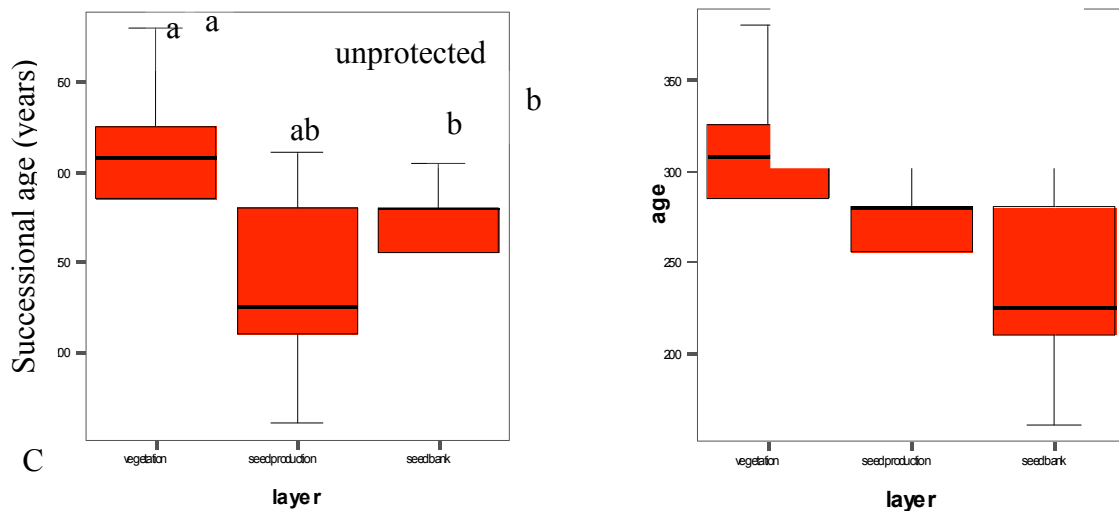 a a
unprotected
b
ab
b
Successional age (years)
50
00
50
00
vegetation
seedproduction
seedbank
C
layer
age
350
300
250
200
vegetation
seedproduction
seedbank
layer